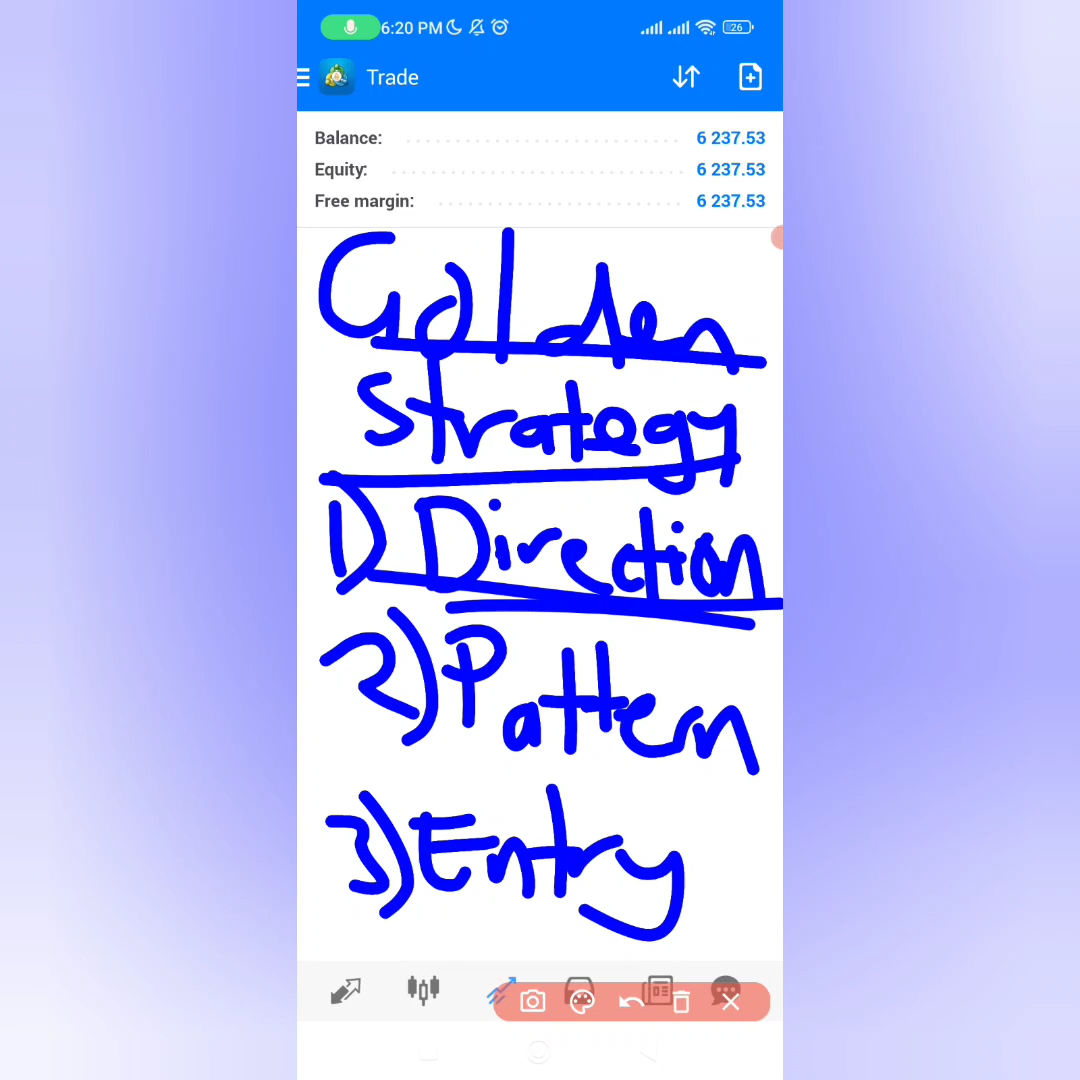 6:20 PM
26
Trade
Balance: 6 237.53
Equity: 6 237.53
Free margin: 6 237.53
Golden
Strategy
1) Direction
2) Pattern
3) Entry